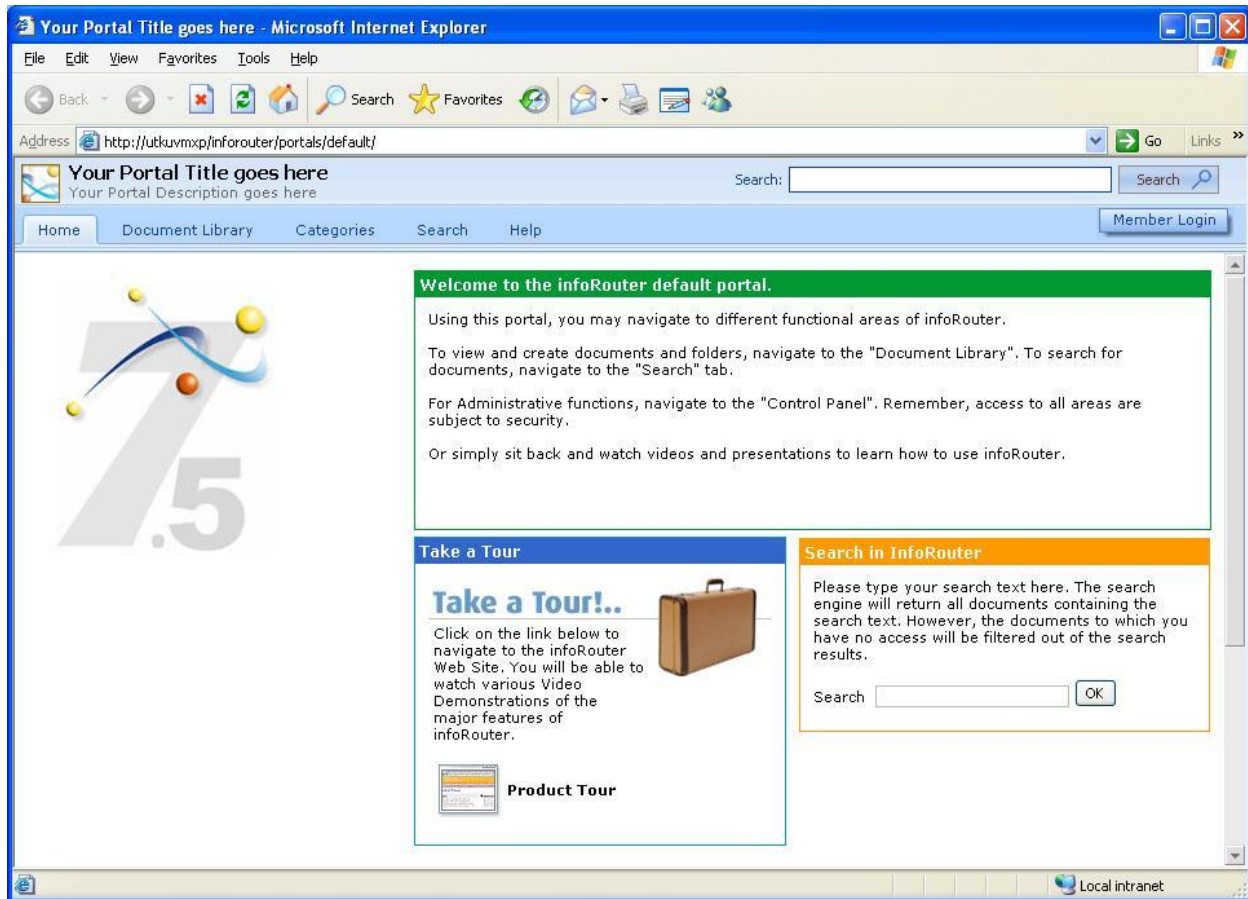 Your Portal Title goes here - Microsoft Internet Explorer
File Edit View Favorites Tools Help
Back Search Favorites
Address http://utkuvmxp/inforouter/portals/default/ Go Links »
Your Portal Title goes here
Your Portal Description goes here
Search: Search
Home Document Library Categories Search Help Member Login
7.5
Welcome to the infoRouter default portal.
Using this portal, you may navigate to different functional areas of infoRouter.
To view and create documents and folders, navigate to the "Document Library". To search for
documents, navigate to the "Search" tab.
For Administrative functions, navigate to the "Control Panel". Remember, access to all areas are
subject to security.
Or simply sit back and watch videos and presentations to learn how to use infoRouter.
Take a Tour
Take a Tour!..
Click on the link below to
navigate to the infoRouter
Web Site. You will be able to
watch various Video
Demonstrations of the
major features of
infoRouter.
Product Tour
Search in InfoRouter
Please type your search text here. The search
engine will return all documents containing the
search text. However, the documents to which you
have no access will be filtered out of the search
results.
Search OK
Local intranet